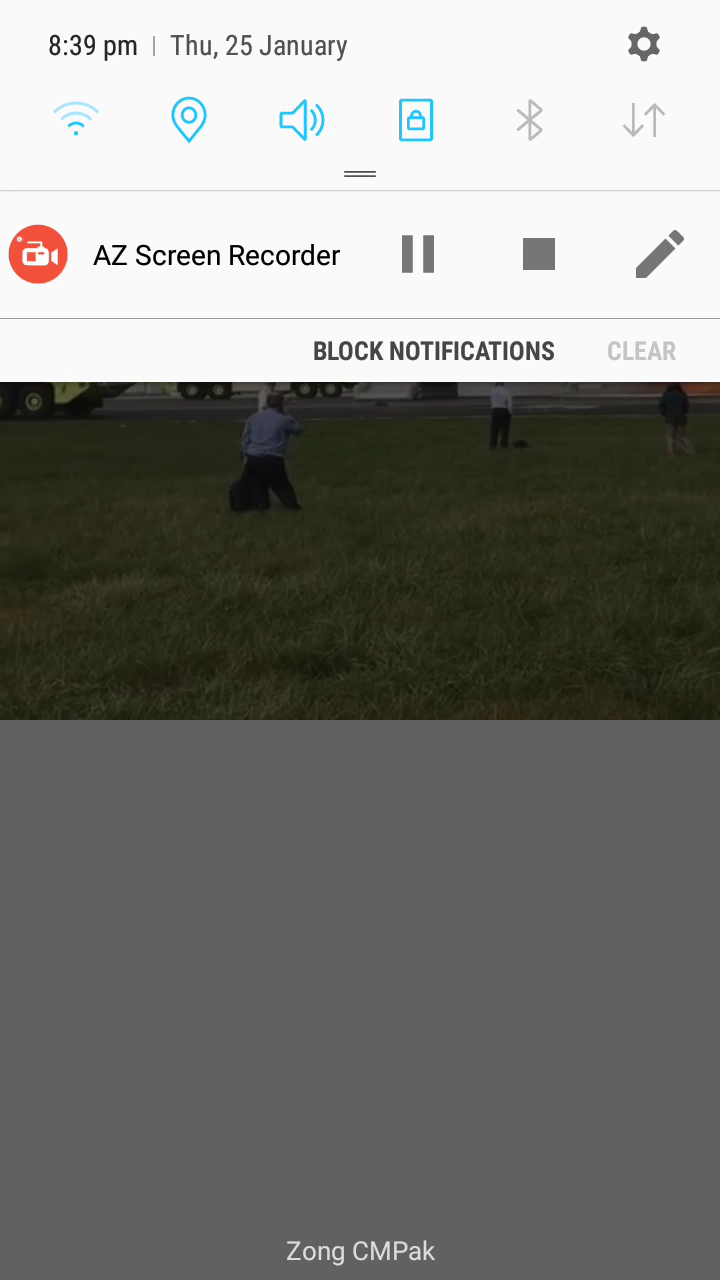 8:39 pm | Thu, 25 January
AZ Screen Recorder
BLOCK NOTIFICATIONS CLEAR
Zong CMPak